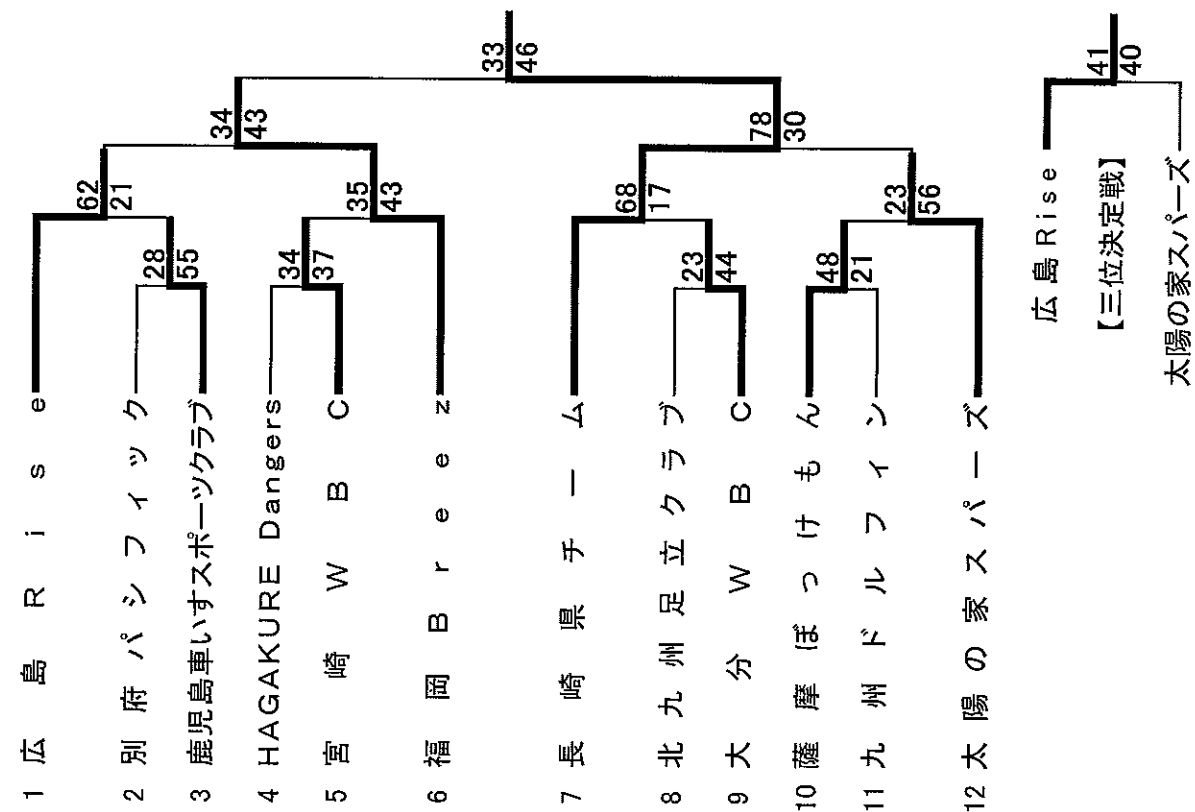 33
46
34
43
78
30
62
21
35
43
68
17
23
56
28
55
34
37
23
44
48
21
1 広島Rise
2 別府パシフィック
3 鹿児島車いすスポーツクラブ
4 HAGAKURE Dangers
5 宮崎WBC
6 福岡Breez
7 長崎県チーム
8 北九州足立クラブ
9 大分WBC
10 薩摩ぼっけもん
11 九州ドルフィン
12 太陽の家スパーズ
41
40
広島Rise
【三位決定戦】
太陽の家スパーズ